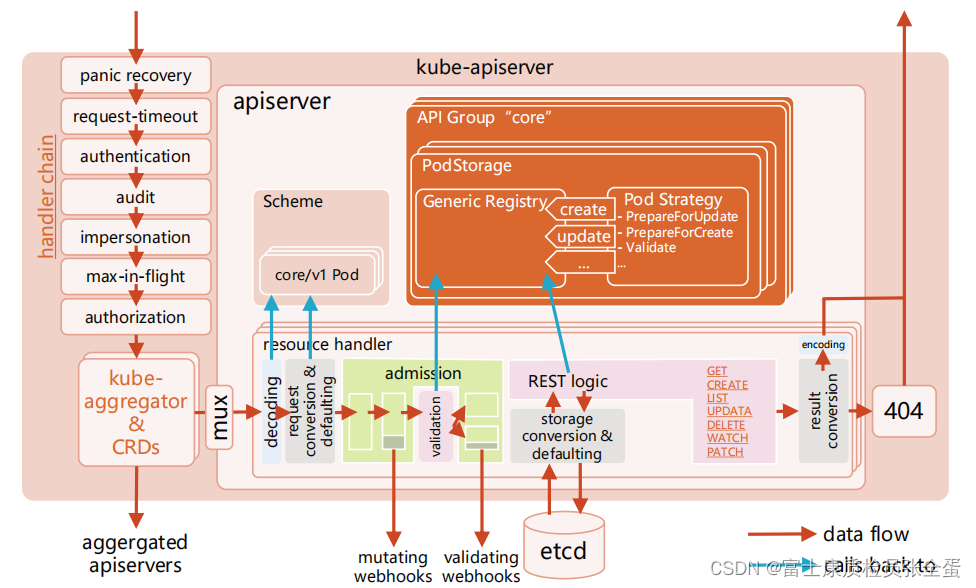 kube-apiserver
panic recovery
request-timeout
authentication
audit
impersonation
max-in-flight
authorization
handler chain
kube-
aggregator
&
CRDs
aggergated
apiservers
mux
apiserver
Scheme
core/v1 Pod
API Group “core”
PodStorage
Generic Registry
create
update
...
Pod Strategy
- PrepareForUpdate
- PrepareForCreate
- Validate
...
resource handler
decoding
request
conversion &
defaulting
admission
validation
mutating
webhooks
validating
webhooks
REST logic
storage
conversion &
defaulting
etcd
GET
CREATE
LIST
UPDATA
DELETE
WATCH
PATCH
encoding
result
conversion
404
data flow
calls back to
CSDN @富士康质检员张全蛋